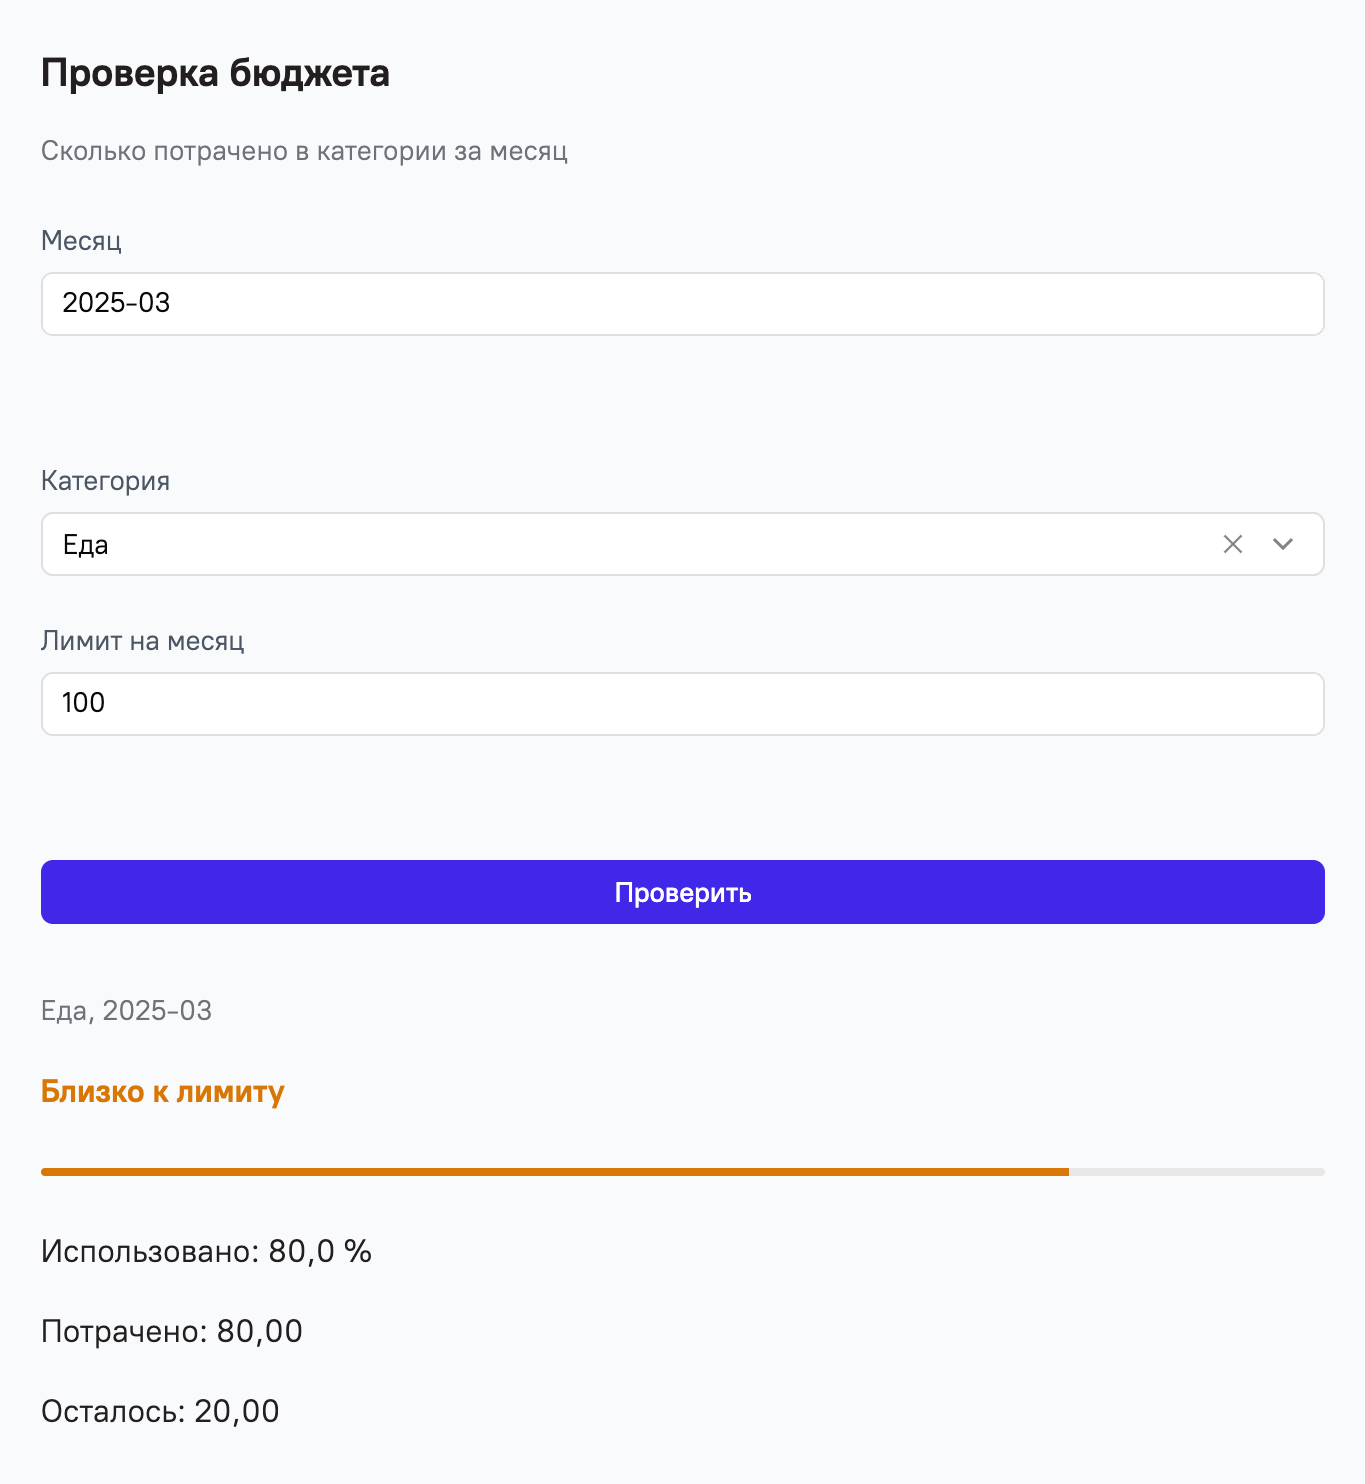 Проверка бюджета
Сколько потрачено в категории за месяц
Месяц
2025-03
Категория
Еда
Лимит на месяц
100
Проверить
Еда, 2025-03
Близко к лимиту
Использовано: 80,0 %
Потрачено: 80,00
Осталось: 20,00